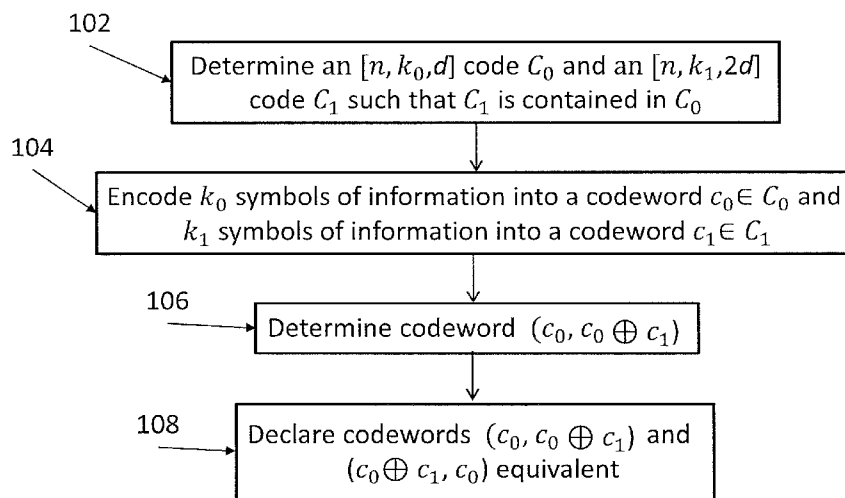 102
Determine an [n, k₀,d] code C₀ and an [n, k₁,2d]
code C₁ such that C₁ is contained in C₀
104
Encode k₀ symbols of information into a codeword c₀∈ C₀ and
k₁ symbols of information into a codeword c₁∈ C₁
106
Determine codeword (c₀, c₀ ⊕ c₁)
108
Declare codewords (c₀, c₀ ⊕ c₁) and
(c₀ ⊕ c₁, c₀) equivalent